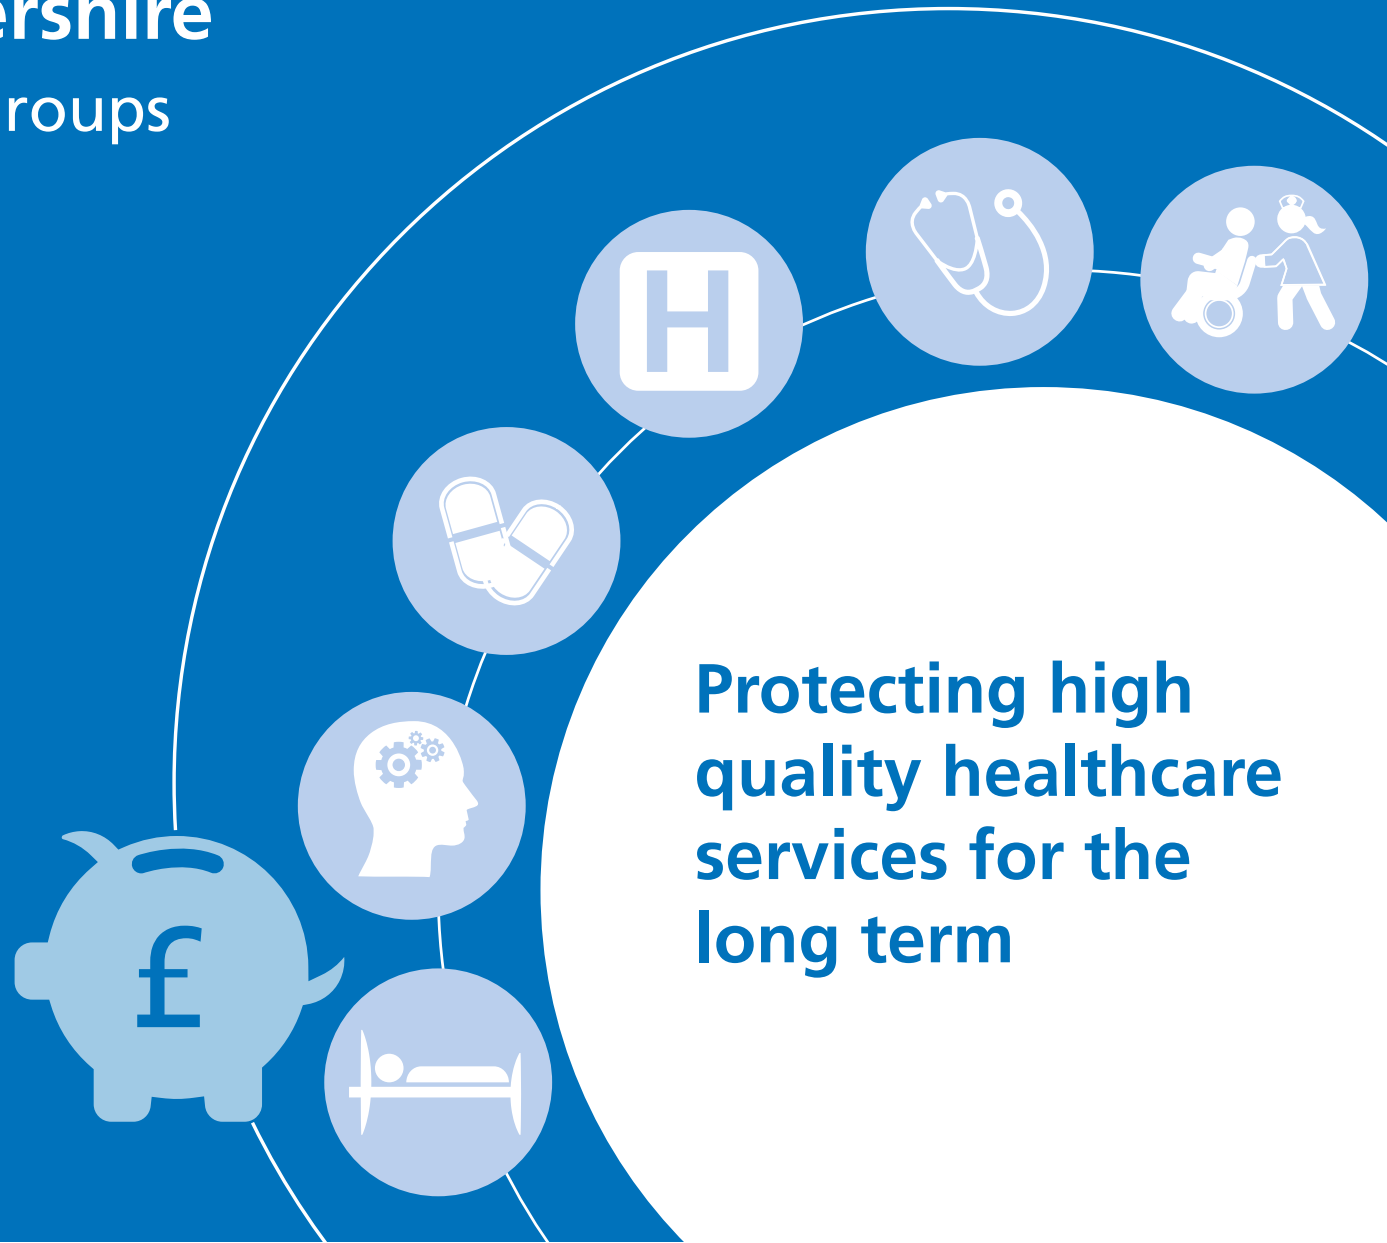 ershire
roups
H
£
Protecting high
quality healthcare
services for the
long term